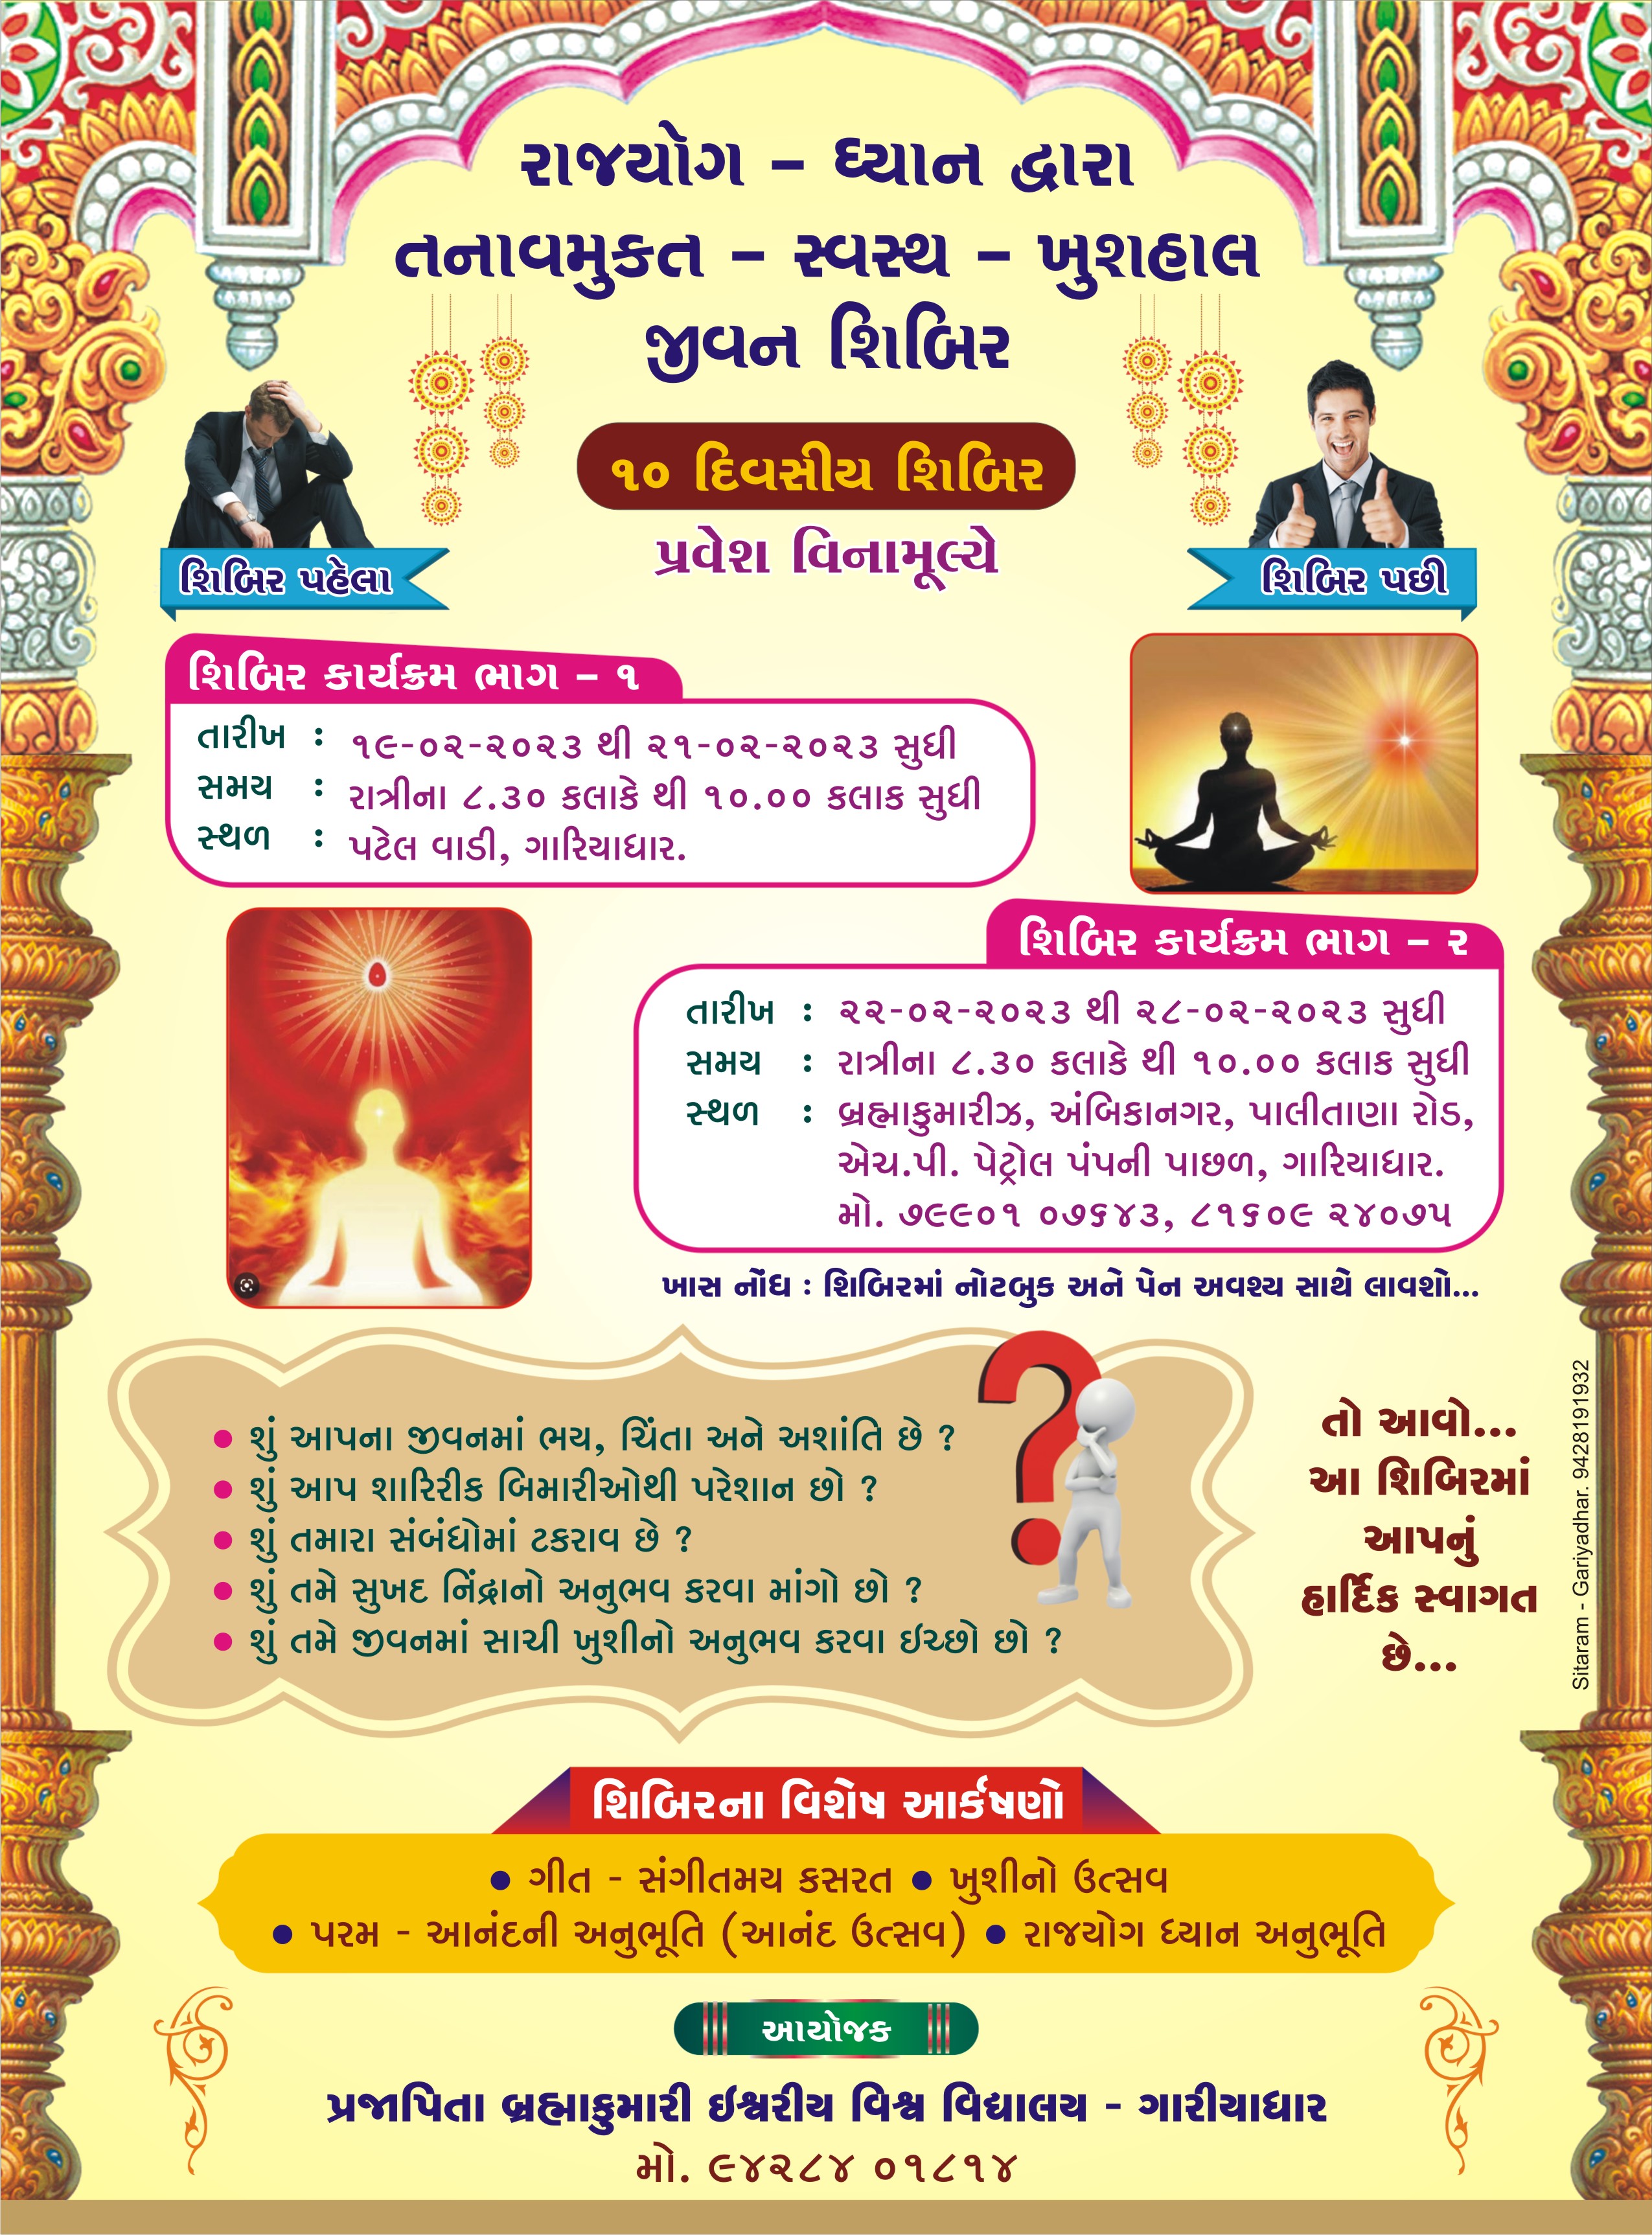 રાજયોગ – ધ્યાન દ્વારા
તનાવમુકત – સ્વસ્થ – ખુશહાલ
જીવન શિબિર
૧૦ દિવસીય શિબિર
પ્રવેશ વિનામૂલ્યે
શિબિર પહેલા
શિબિર પછી
શિબિર કાર્યક્રમ ભાગ – ૧
તારીખ : ૧૯-૦૨-૨૦૨૩ થી ૨૧-૦૨-૨૦૨૩ સુધી
સમય : રાત્રીના ૮.૩૦ કલાકે થી ૧૦.૦૦ કલાક સુધી
સ્થળ : પટેલ વાડી, ગારિયાધાર.
શિબિર કાર્યક્રમ ભાગ – ૨
તારીખ : ૨૨-૦૨-૨૦૨૩ થી ૨૮-૦૨-૨૦૨૩ સુધી
સમય : રાત્રીના ૮.૩૦ કલાકે થી ૧૦.૦૦ કલાક સુધી
સ્થળ : બ્રહ્માકુમારીઝ, અંબિકાનગર, પાલીતાણા રોડ,
એચ.પી. પેટ્રોલ પંપની પાછળ, ગારિયાધાર.
મો. ૭૯૯૦૧ ૦૭૬૪૩, ૮૧૬૦૯ ૨૪૦૭૫
ખાસ નોંધ : શિબિરમાં નોટબુક અને પેન અવશ્ય સાથે લાવશો...
• શું આપના જીવનમાં ભય, ચિંતા અને અશાંતિ છે ?
• શું આપ શારિરીક બિમારીઓથી પરેશાન છો ?
• શું તમારા સંબંધોમાં ટકરાવ છે ?
• શું તમે સુખદ નિંદ્રાનો અનુભવ કરવા માંગો છો ?
• શું તમે જીવનમાં સાચી ખુશીનો અનુભવ કરવા ઈચ્છો છો ?
તો આવો...
આ શિબિરમાં
આપનું
હાર્દિક સ્વાગત
છે...
Sitaram - Gariyadhar. 9428191932
શિબિરના વિશેષ આર્કષણો
• ગીત - સંગીતમય કસરત • ખુશીનો ઉત્સવ
• પરમ - આનંદની અનુભૂતિ (આનંદ ઉત્સવ) • રાજયોગ ધ્યાન અનુભૂતિ
આયોજક
પ્રજાપિતા બ્રહ્માકુમારી ઈશ્વરીય વિશ્વ વિદ્યાલય - ગારીયાધાર
મો. ૯૪૨૮૪ ૦૧૮૧૪